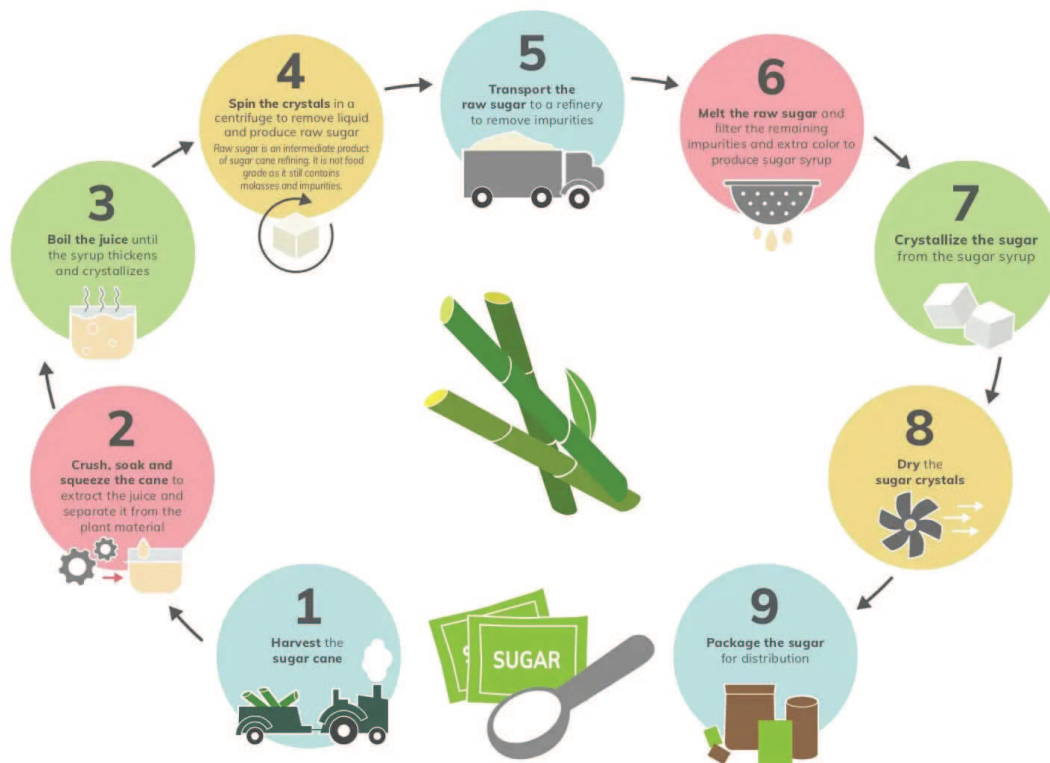 1
Harvest the
sugar cane
2
Crush, soak and
squeeze the cane to
extract the juice and
separate it from the
plant material
3
Boil the juice until
the syrup thickens
and crystallizes
4
Spin the crystals in a
centrifuge to remove liquid
and produce raw sugar
Raw sugar is an intermediate product
of sugar cane refining. It is not food
grade as it still contains
molasses and impurities.
5
Transport the
raw sugar to a refinery
to remove impurities
6
Melt the raw sugar and
filter the remaining
impurities and extra color to
produce sugar syrup
7
Crystallize the sugar
from the sugar syrup
8
Dry the
sugar crystals
9
Package the sugar
for distribution
SUGAR